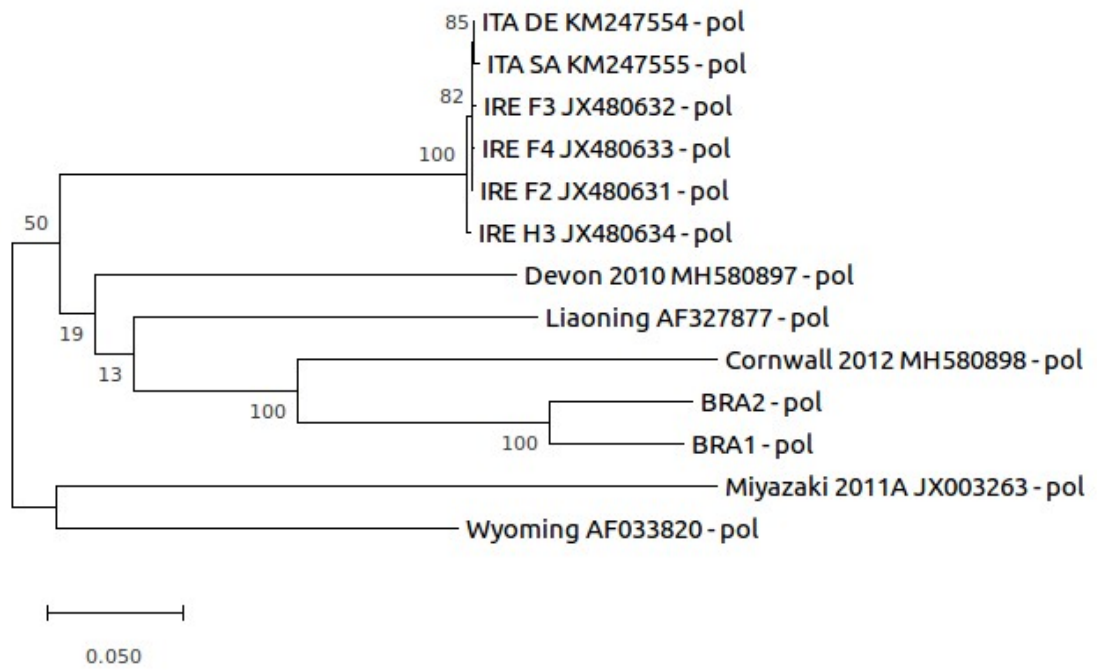 85
ITA DE KM247554 - pol
ITA SA KM247555 - pol
82
IRE F3 JX480632 - pol
IRE F4 JX480633 - pol
100
IRE F2 JX480631 - pol
50
IRE H3 JX480634 - pol
Devon 2010 MH580897 - pol
19
Liaoning AF327877 - pol
13
Cornwall 2012 MH580898 - pol
100
BRA2 - pol
100
BRA1 - pol
Miyazaki 2011A JX003263 - pol
Wyoming AF033820 - pol
0.050